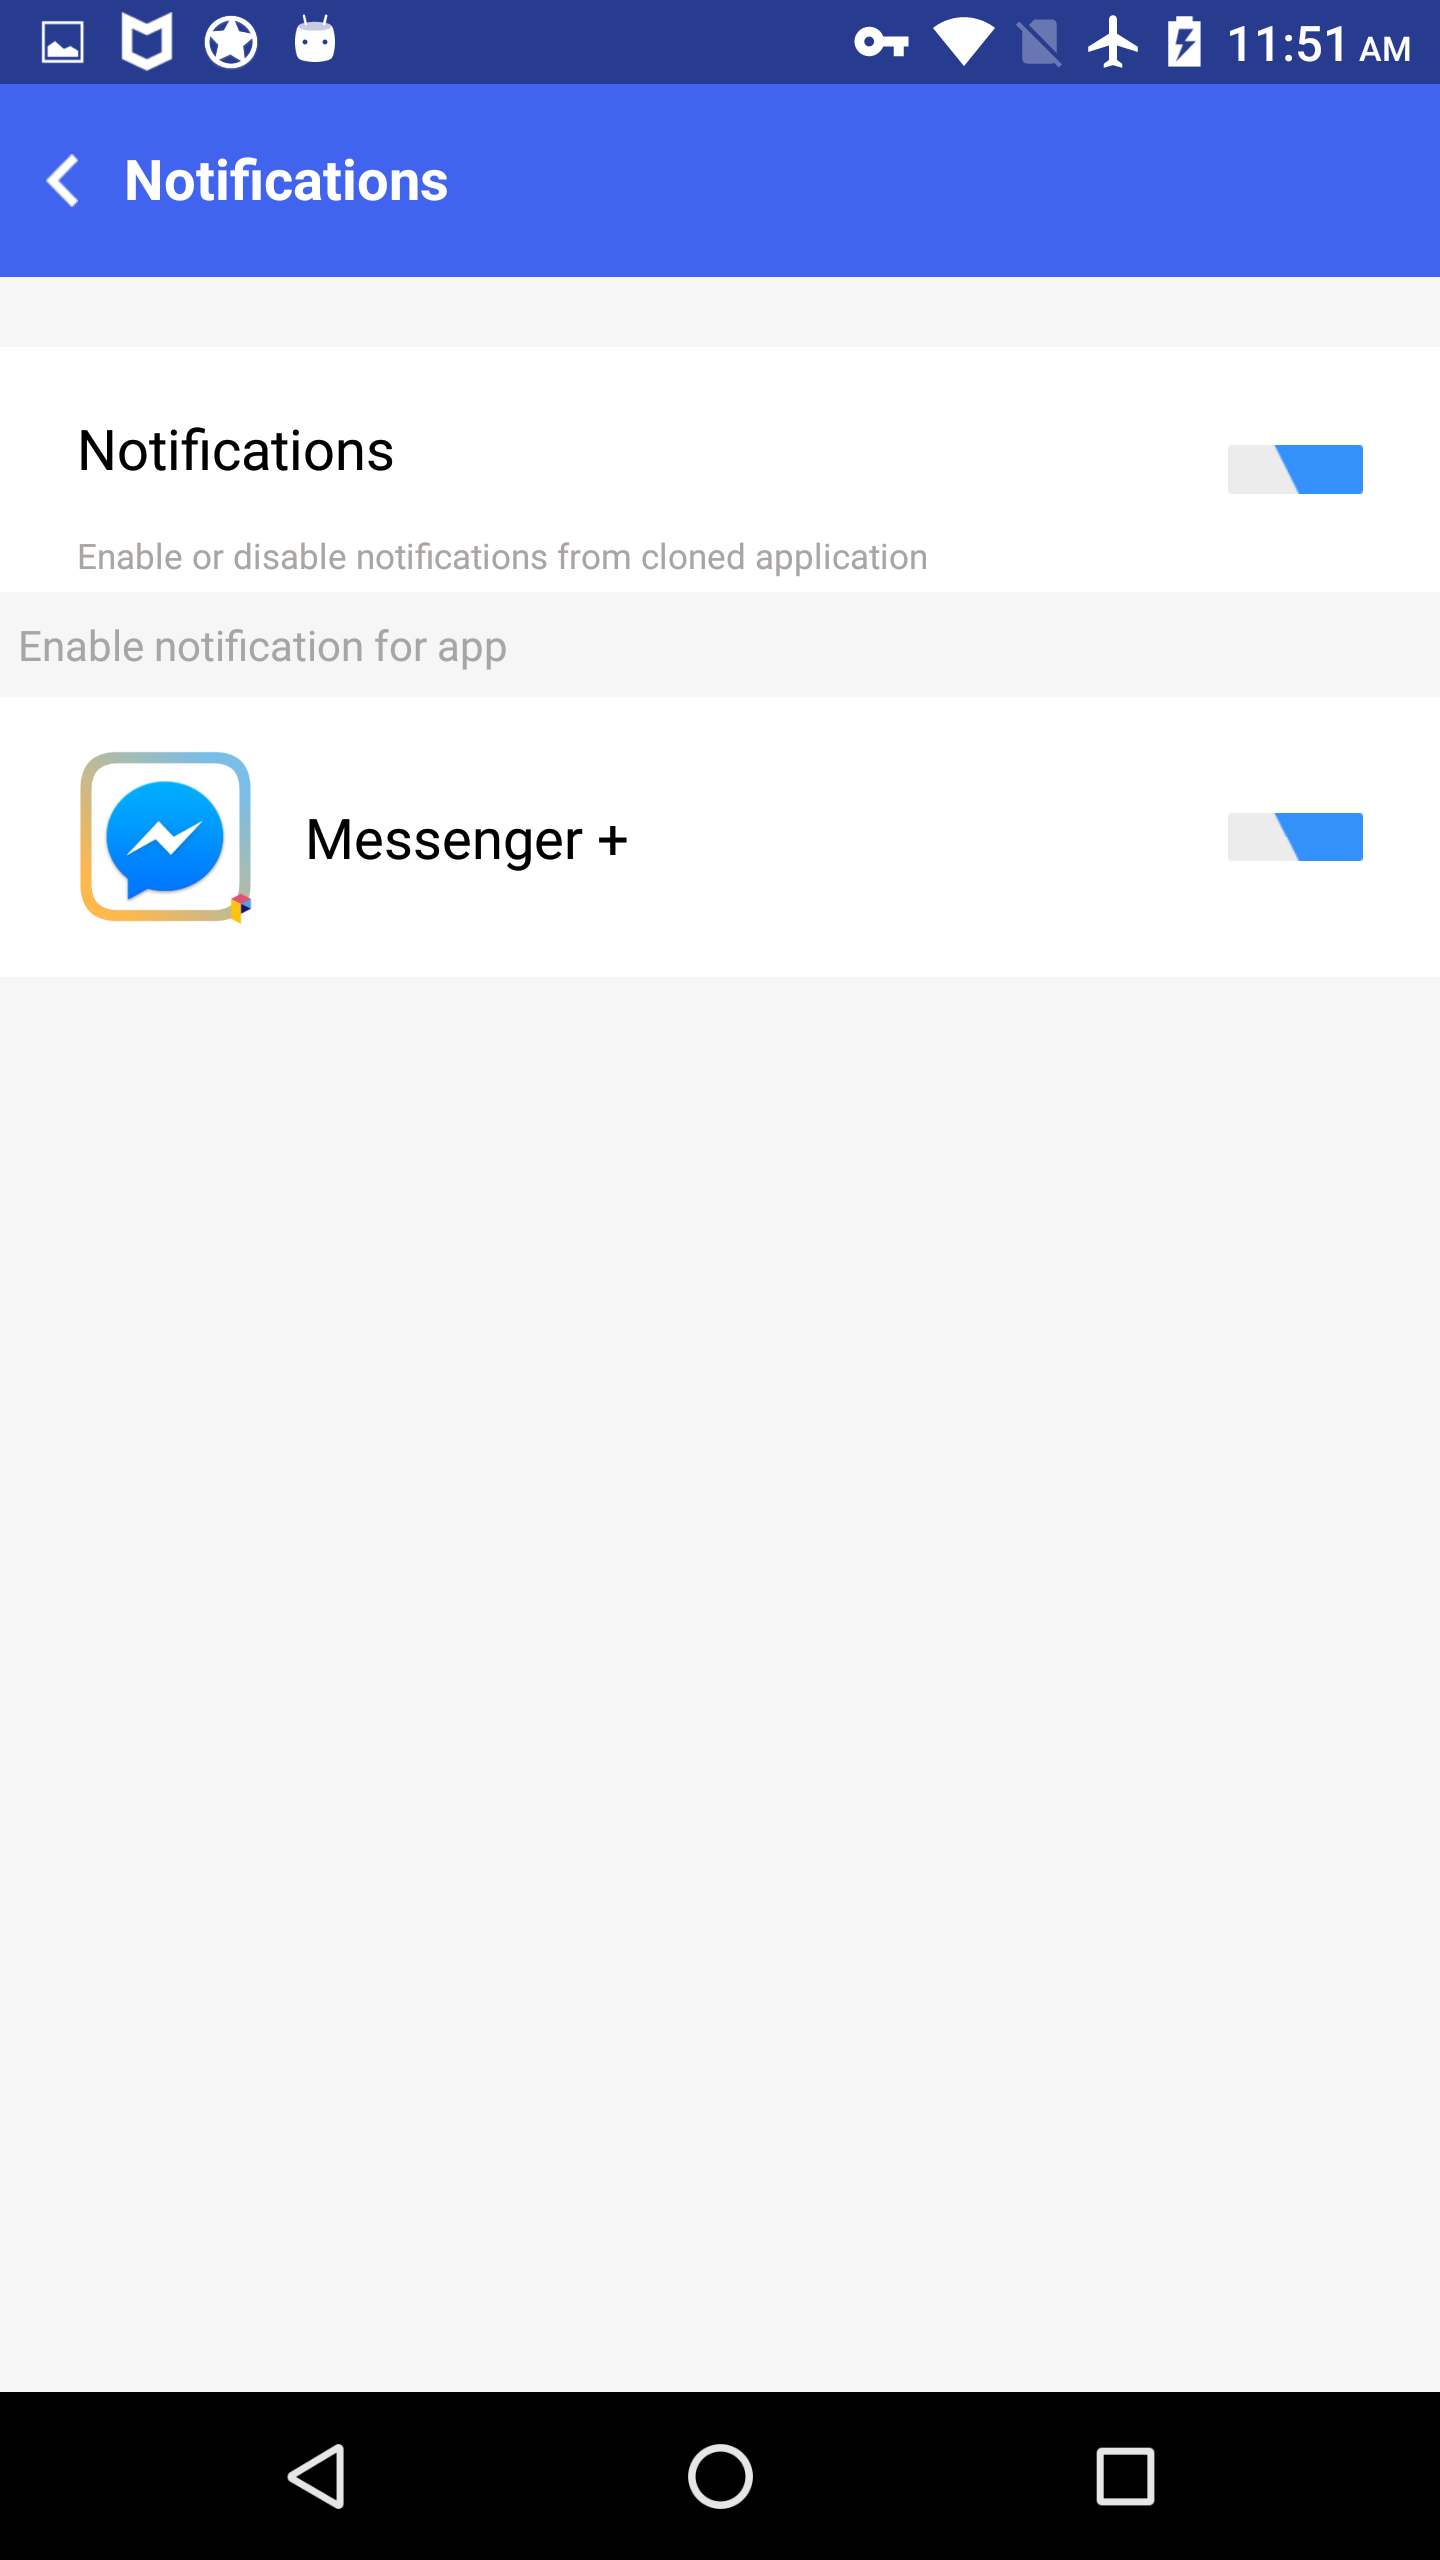 11:51 AM
Notifications
Notifications
Enable or disable notifications from cloned application
Enable notification for app
Messenger +